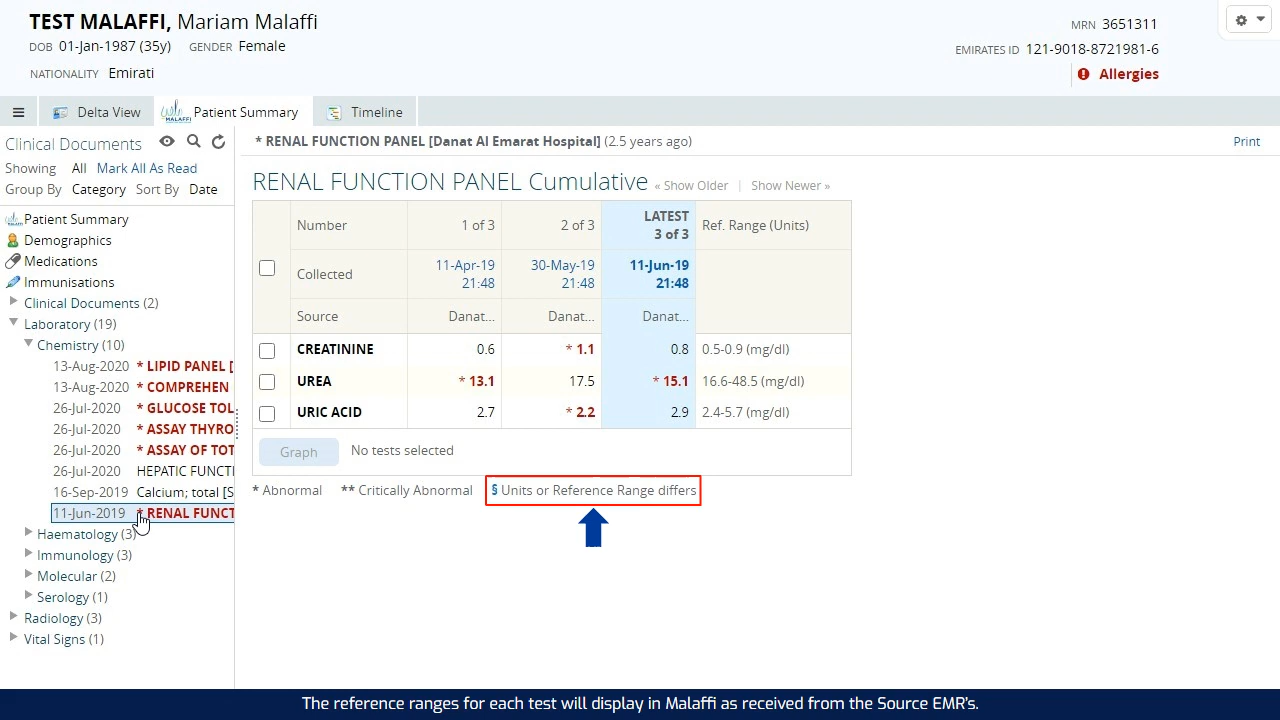 TEST MALAFFI, Mariam Malaffi
DOB 01-Jan-1987 (35y) GENDER Female
NATIONALITY Emirati
MRN 3651311
EMIRATES ID 121-9018-8721981-6
Allergies
Delta View
MALAFFI Patient Summary
Timeline
Clinical Documents
Showing All Mark All As Read
Group By Category Sort By Date
Patient Summary
Demographics
Medications
Immunisations
Clinical Documents (2)
Laboratory (19)
Chemistry (10)
13-Aug-2020 * LIPID PANEL [
13-Aug-2020 * COMPREHEN
26-Jul-2020 * GLUCOSE TOL
26-Jul-2020 * ASSAY THYRO
26-Jul-2020 * ASSAY OF TOT
26-Jul-2020 HEPATIC FUNCTI
16-Sep-2019 Calcium; total [S
11-Jun-2019 * RENAL FUNCT
Haematology (3)
Immunology (3)
Molecular (2)
Serology (1)
Radiology (3)
Vital Signs (1)
* RENAL FUNCTION PANEL [Danat Al Emarat Hospital] (2.5 years ago)
Print
RENAL FUNCTION PANEL Cumulative « Show Older | Show Newer »
Number 1 of 3 2 of 3 LATEST 3 of 3 Ref. Range (Units)
Collected 11-Apr-19 21:48 30-May-19 21:48 11-Jun-19 21:48
Source Danat... Danat... Danat...
CREATININE 0.6 * 1.1 0.8 0.5-0.9 (mg/dl)
UREA * 13.1 17.5 * 15.1 16.6-48.5 (mg/dl)
URIC ACID 2.7 * 2.2 2.9 2.4-5.7 (mg/dl)
Graph No tests selected
* Abnormal ** Critically Abnormal § Units or Reference Range differs
The reference ranges for each test will display in Malaffi as received from the Source EMR's.